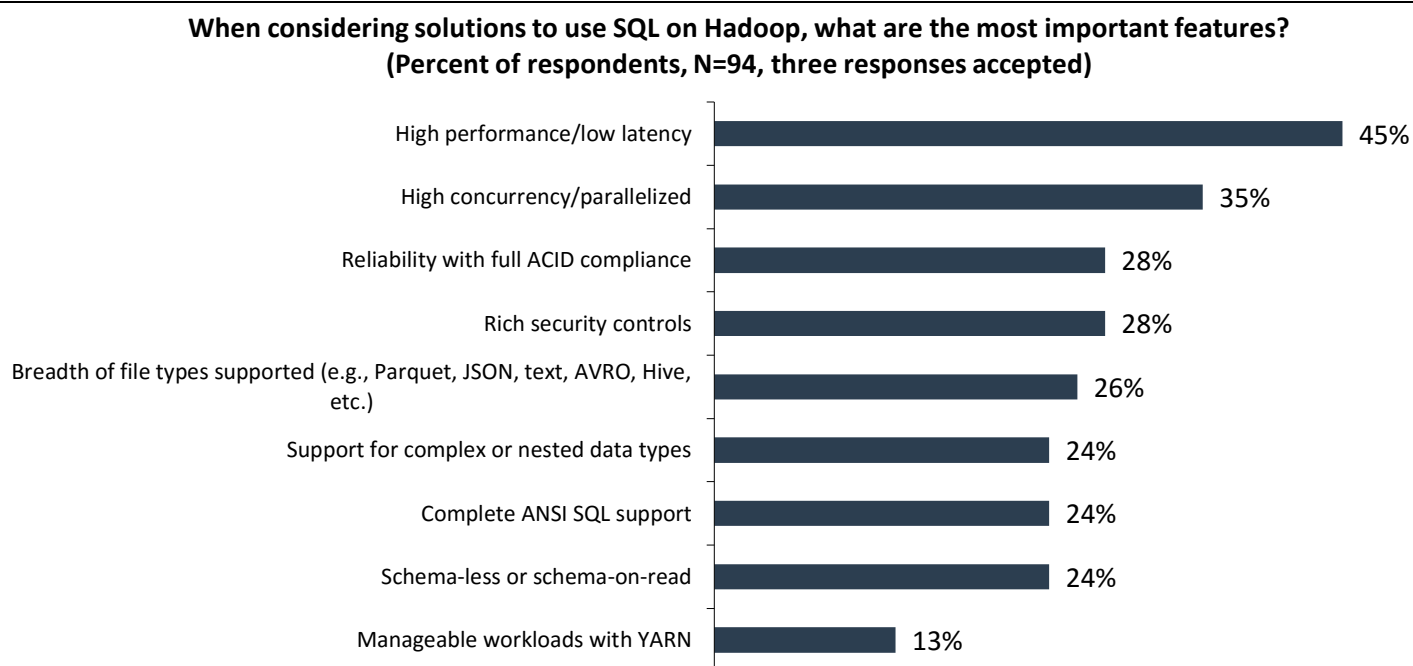 When considering solutions to use SQL on Hadoop, what are the most important features?
(Percent of respondents, N=94, three responses accepted)
High performance/low latency
45%
High concurrency/parallelized
35%
Reliability with full ACID compliance
28%
Rich security controls
28%
Breadth of file types supported (e.g., Parquet, JSON, text, AVRO, Hive,
etc.)
26%
Support for complex or nested data types
24%
Complete ANSI SQL support
24%
Schema-less or schema-on-read
24%
Manageable workloads with YARN
13%